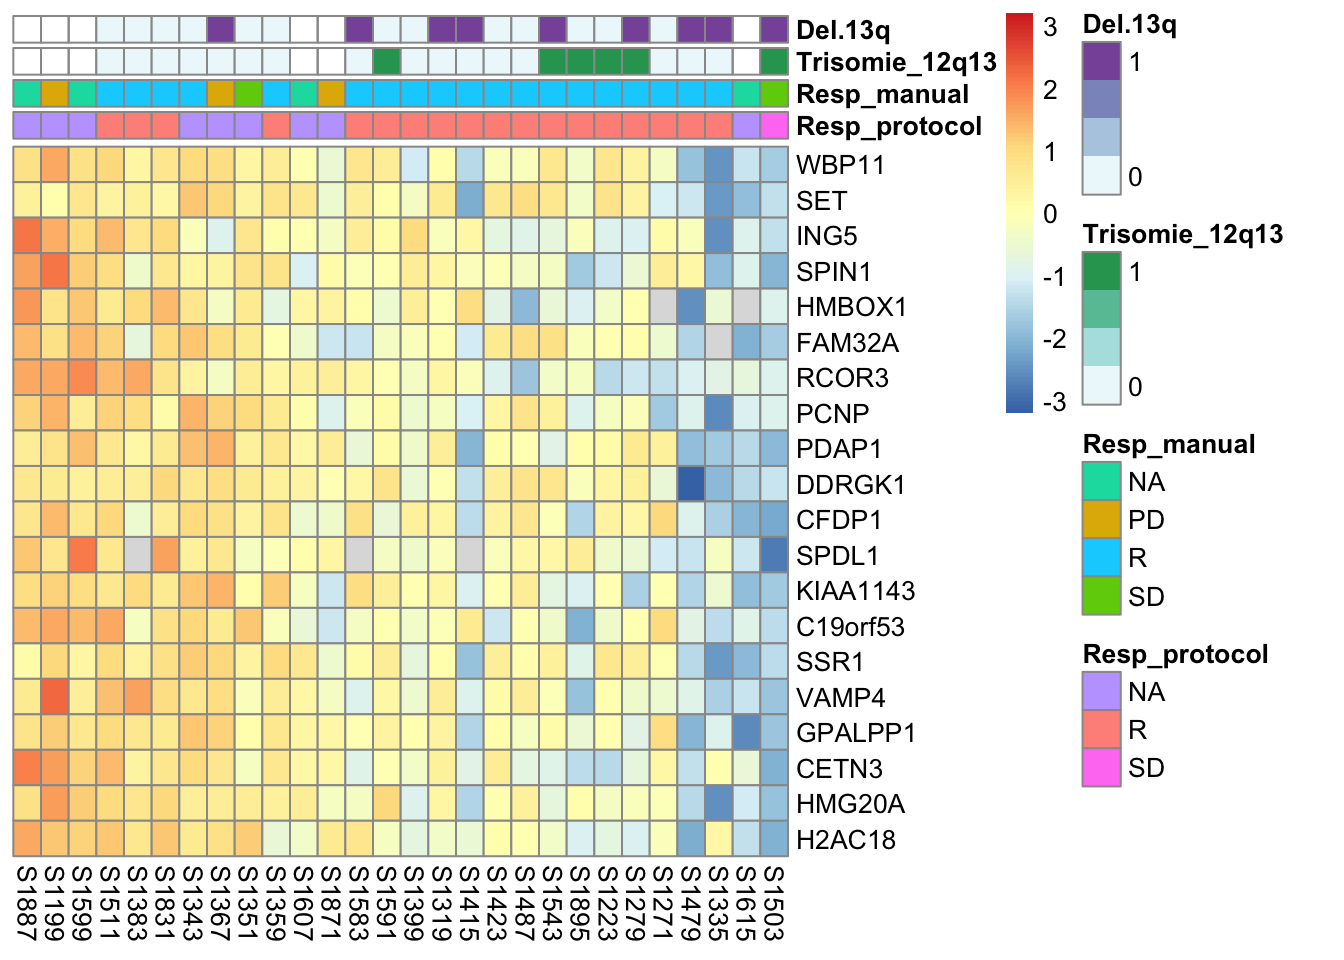 Del.13q
Trisomie_12q13
Resp_manual
Resp_protocol
WBP11
SET
ING5
SPIN1
HMBOX1
FAM32A
RCOR3
PCNP
PDAP1
DDRGK1
CFDP1
SPDL1
KIAA1143
C19orf53
SSR1
VAMP4
GPALPP1
CETN3
HMG20A
H2AC18
S1887
S1199
S1599
S1511
S1383
S1831
S1343
S1367
S1351
S1359
S1607
S1871
S1583
S1591
S1399
S1319
S1415
S1423
S1487
S1543
S1895
S1223
S1279
S1271
S1479
S1335
S1615
S1503
3
2
1
0
-1
-2
-3
Del.13q
1
0
Trisomie_12q13
1
0
Resp_manual
NA
PD
R
SD
Resp_protocol
NA
R
SD